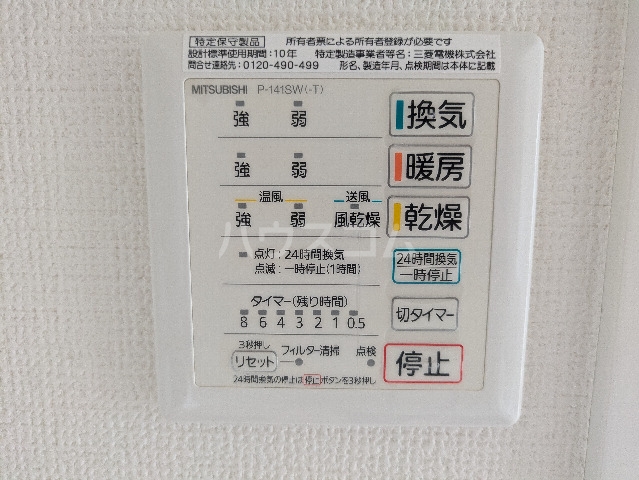 特定保守製品 所有者票による所有者登録が必要です
設計標準使用期間:10年 特定製造事業者等名:三菱電機株式会社
問合せ連絡先:0120-490-499 形名、製造年月、点検期間は本体に記載
MITSUBISHI P-141SW(-T)
強 弱 換気
強 弱 暖房
温風 送風
強 弱 風乾燥 乾燥
ハウスコム
点灯:24時間換気
点滅:一時停止(1時間)
24時間換気
一時停止
タイマー(残り時間)
8 6 4 3 2 1 0.5
切タイマー
3秒押し
リセット フィルター清掃 点検
停止
24時間換気の停止は停止ボタンを3秒押し